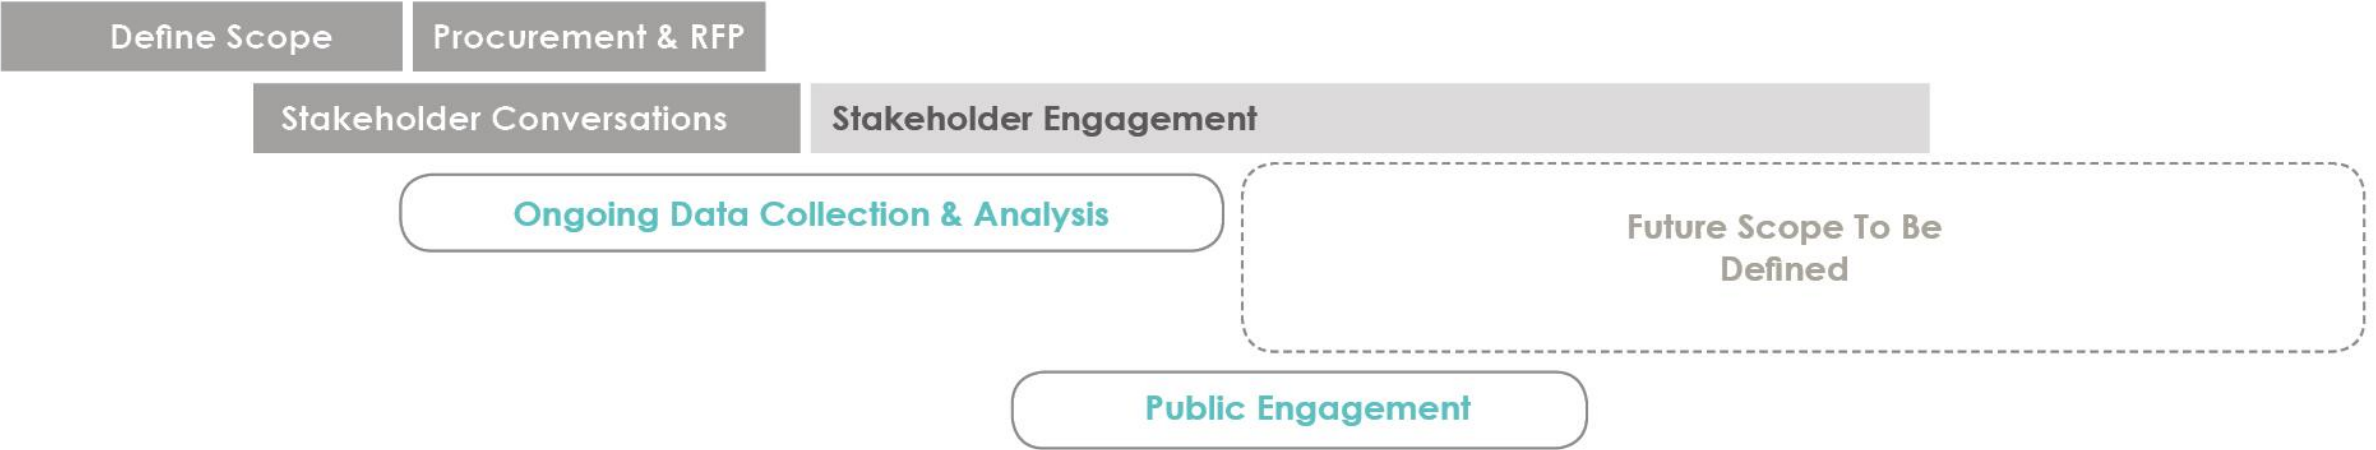 Define Scope
Procurement & RFP
Stakeholder Conversations
Stakeholder Engagement
Ongoing Data Collection & Analysis
Future Scope To Be
Defined
Public Engagement